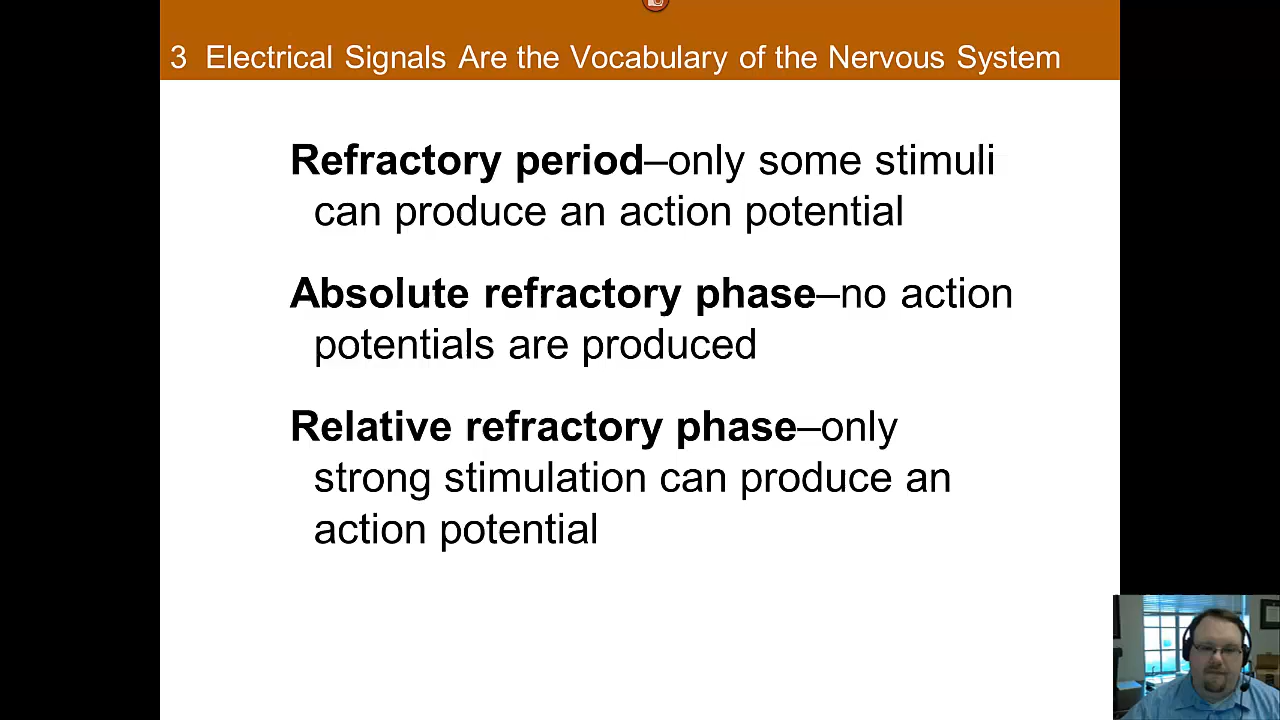 3 Electrical Signals Are the Vocabulary of the Nervous System
Refractory period–only some stimuli
can produce an action potential
Absolute refractory phase–no action
potentials are produced
Relative refractory phase–only
strong stimulation can produce an
action potential